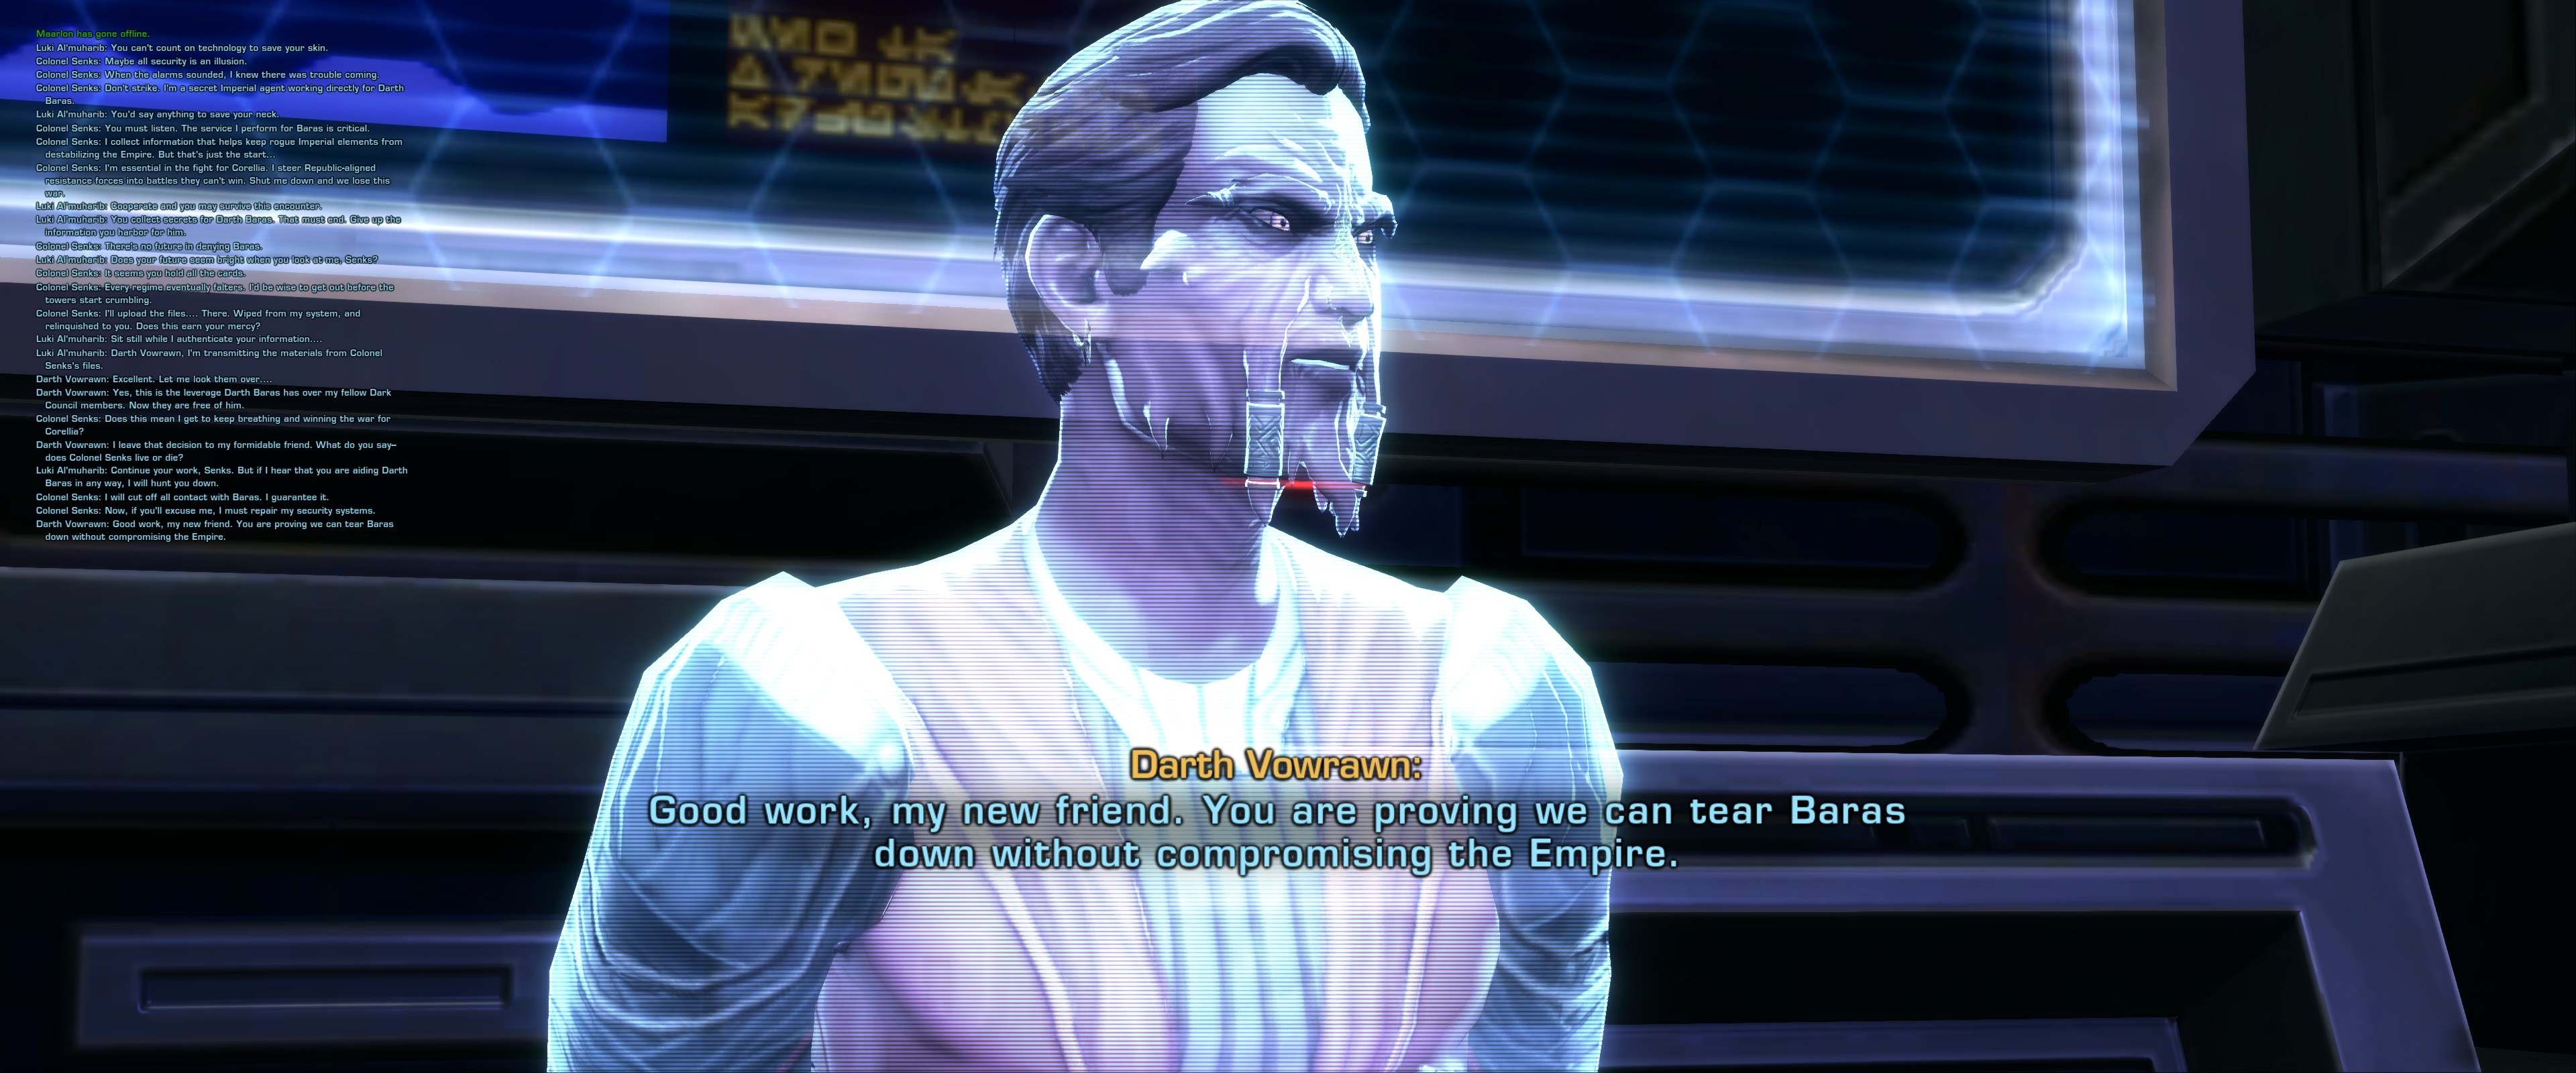 Maarlon has gone offline.
Luki Al'muharib: You can't count on technology to save your skin.
Colonel Senks: Maybe all security is an illusion.
Colonel Senks: When the alarms sounded, I knew there was trouble coming.
Colonel Senks: Don't strike. I'm a secret Imperial agent working directly for Darth
Baras.
Luki Al'muharib: You'd say anything to save your neck.
Colonel Senks: You must listen. The service I perform for Baras is critical.
Colonel Senks: I collect information that helps keep rogue Imperial elements from
destabilizing the Empire. But that's just the start...
Colonel Senks: I'm essential in the fight for Corellia. I steer Republic-aligned
resistance forces into battles they can't win. Shut me down and we lose this
war.
Luki Al'muharib: Cooperate and you may survive this encounter.
Luki Al'muharib: You collect secrets for Darth Baras. That must end. Give up the
information you harbor for him.
Colonel Senks: There's no future in denying Baras.
Luki Al'muharib: Does your future seem bright when you look at me, Senks?
Colonel Senks: It seems you hold all the cards.
Colonel Senks: Every regime eventually falters. I'd be wise to get out before the
towers start crumbling.
Colonel Senks: I'll upload the files.... There. Wiped from my system, and
relinquished to you. Does this earn your mercy?
Luki Al'muharib: Sit still while I authenticate your information....
Luki Al'muharib: Darth Vowrawn, I'm transmitting the materials from Colonel
Senks's files.
Darth Vowrawn: Excellent. Let me look them over....
Darth Vowrawn: Yes, this is the leverage Darth Baras has over my fellow Dark
Council members. Now they are free of him.
Colonel Senks: Does this mean I get to keep breathing and winning the war for
Corellia?
Darth Vowrawn: I leave that decision to my formidable friend. What do you say--
does Colonel Senks live or die?
Luki Al'muharib: Continue your work, Senks. But if I hear that you are aiding Darth
Baras in any way, I will hunt you down.
Colonel Senks: I will cut off all contact with Baras. I guarantee it.
Colonel Senks: Now, if you'll excuse me, I must repair my security systems.
Darth Vowrawn: Good work, my new friend. You are proving we can tear Baras
down without compromising the Empire.
Darth Vowrawn:
Good work, my new friend. You are proving we can tear Baras
down without compromising the Empire.